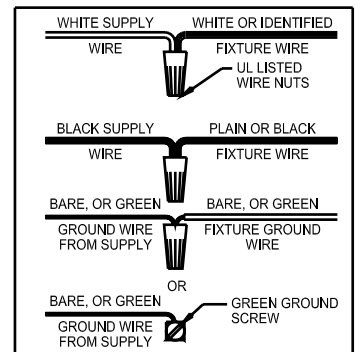 WHITE SUPPLY WIRE
WHITE OR IDENTIFIED FIXTURE WIRE
UL LISTED
WIRE NUTS
BLACK SUPPLY WIRE
PLAIN OR BLACK FIXTURE WIRE
BARE, OR GREEN
GROUND WIRE
FROM SUPPLY
BARE, OR GREEN
FIXTURE GROUND
WIRE
OR
BARE, OR GREEN
GROUND WIRE
FROM SUPPLY
GREEN GROUND
SCREW